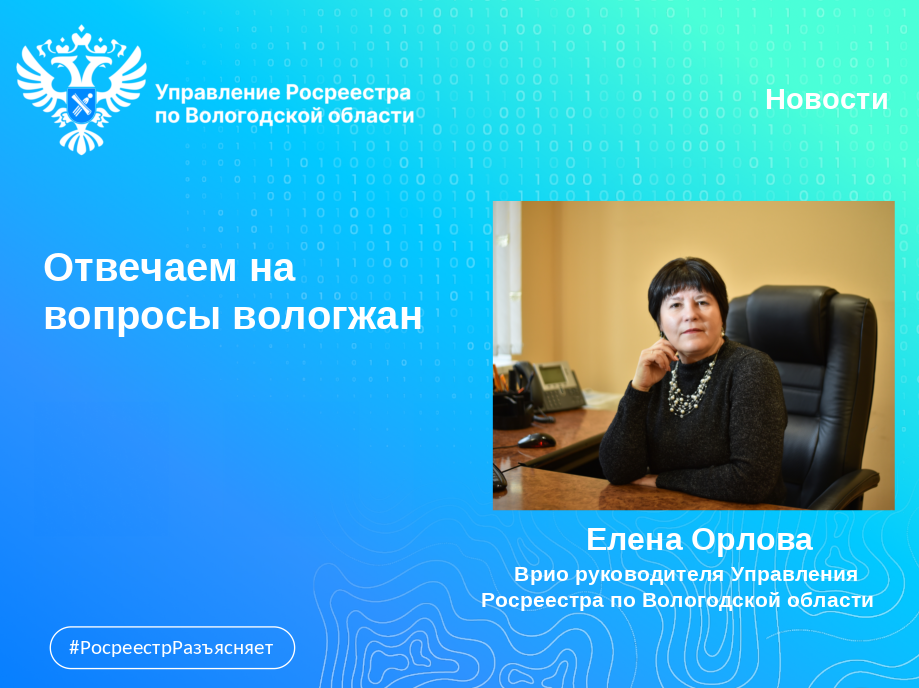 Управление Росреестра
по Вологодской области
Новости
Отвечаем на
вопросы вологжан
Елена Орлова
Врио руководителя Управления
Росреестра по Вологодской области
#РосреестрРазъясняет